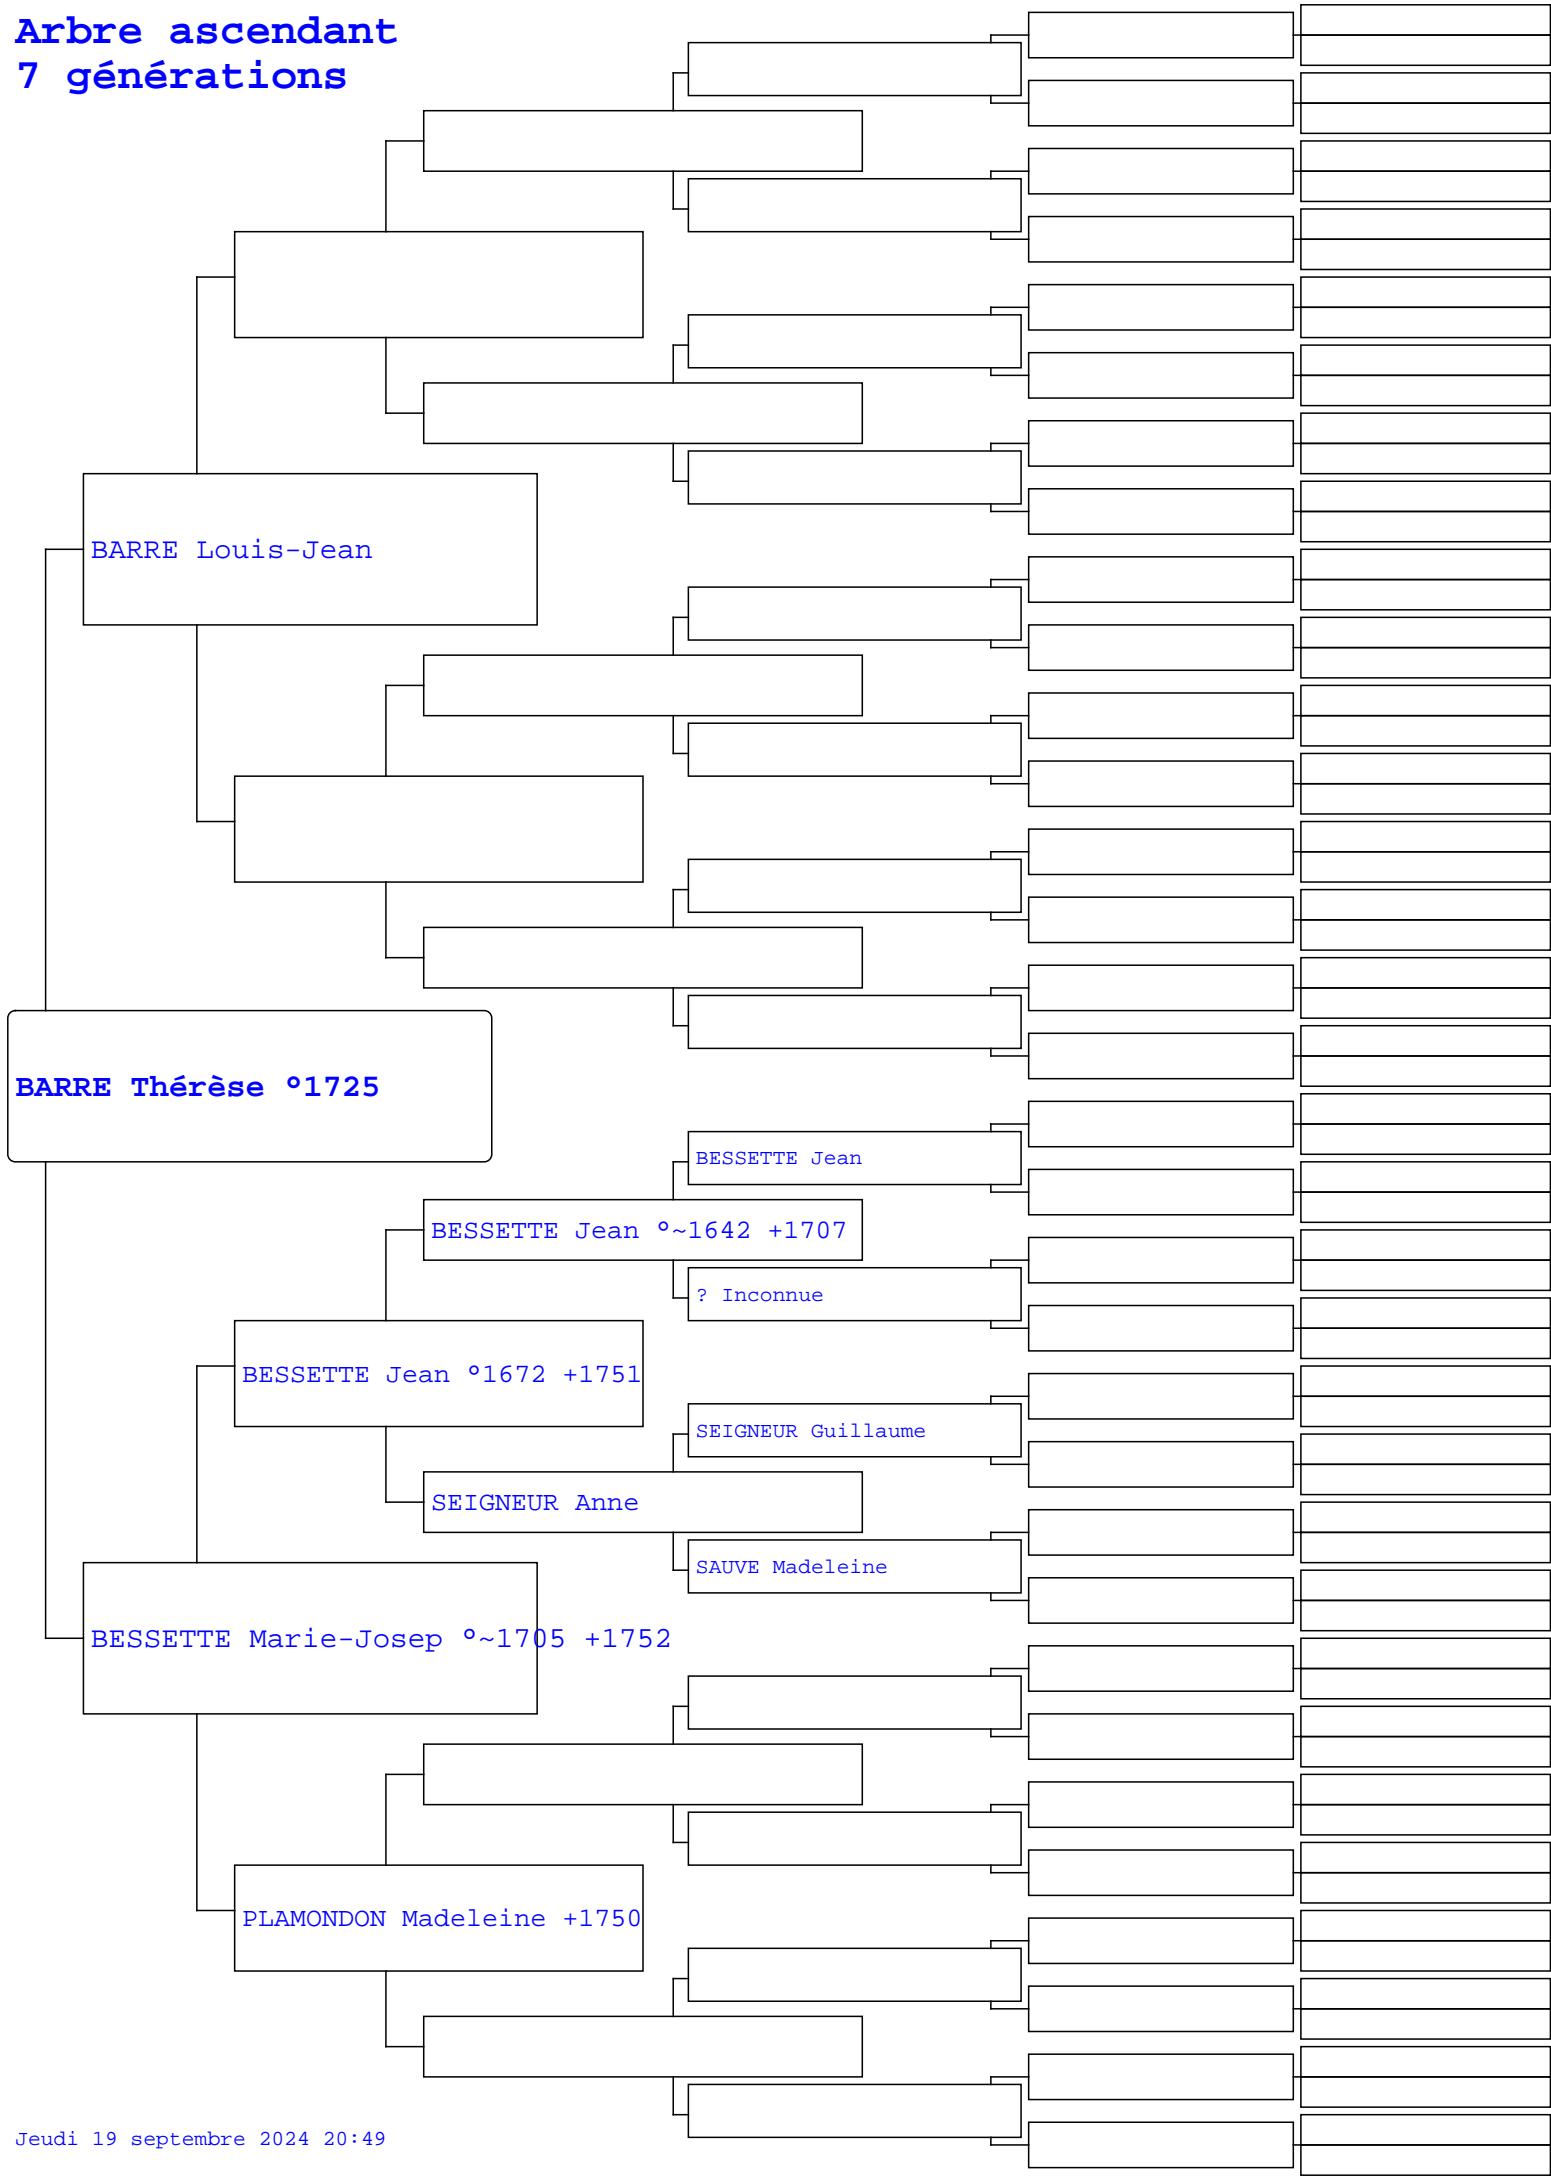 Arbre ascendant
7 générations
BARRE Louis-Jean
BARRE Thérèse °1725
BESSETTE Jean
BESSETTE Jean °~1642 +1707
? Inconnue
BESSETTE Jean °1672 +1751
SEIGNEUR Guillaume
SEIGNEUR Anne
SAUVE Madeleine
BESSETTE Marie-Josep °~1705 +1752
PLAMONDON Madeleine +1750
Jeudi 19 septembre 2024 20:49